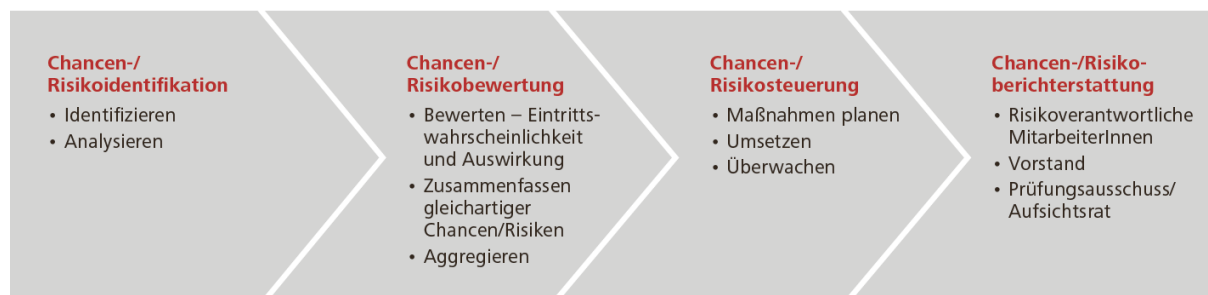 Chancen-/
Risikoidentifikation
• Identifizieren
• Analysieren
Chancen-/
Risikobewertung
• Bewerten – Eintritts-
wahrscheinlichkeit
und Auswirkung
• Zusammenfassen
gleichartiger
Chancen/Risiken
• Aggregieren
Chancen-/
Risikosteuerung
• Maßnahmen planen
• Umsetzen
• Überwachen
Chancen-/Risiko-
berichterstattung
• Risikoverantwortliche
MitarbeiterInnen
• Vorstand
• Prüfungsausschuss/
Aufsichtsrat